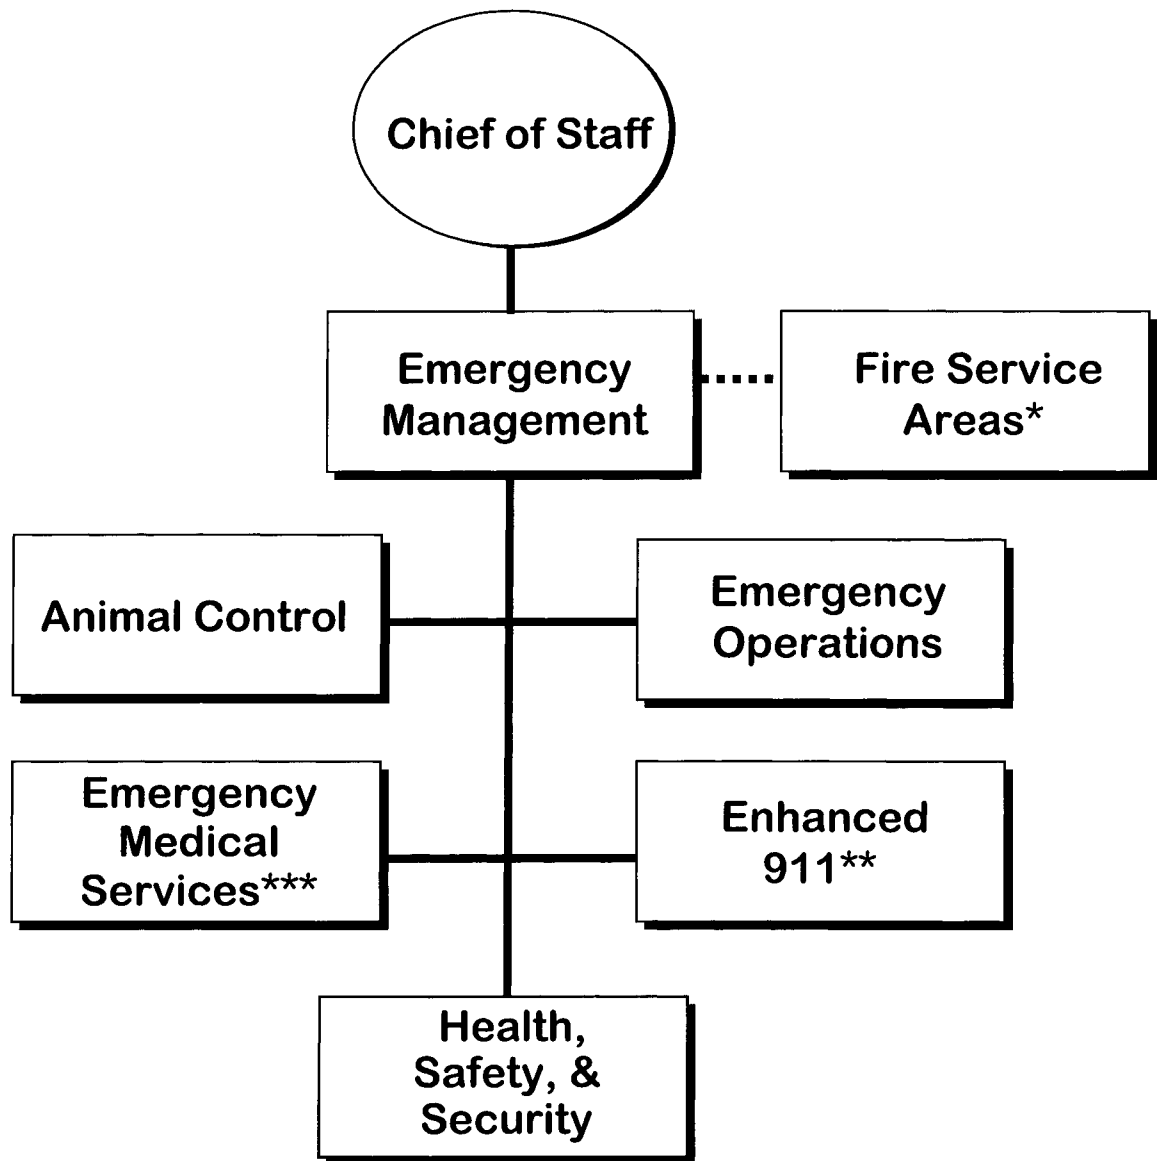 Chief of Staff
Emergency
Management
Fire Service
Areas*
Animal Control
Emergency
Operations
Emergency
Medical
Services***
Enhanced
911**
Health,
Safety, &
Security